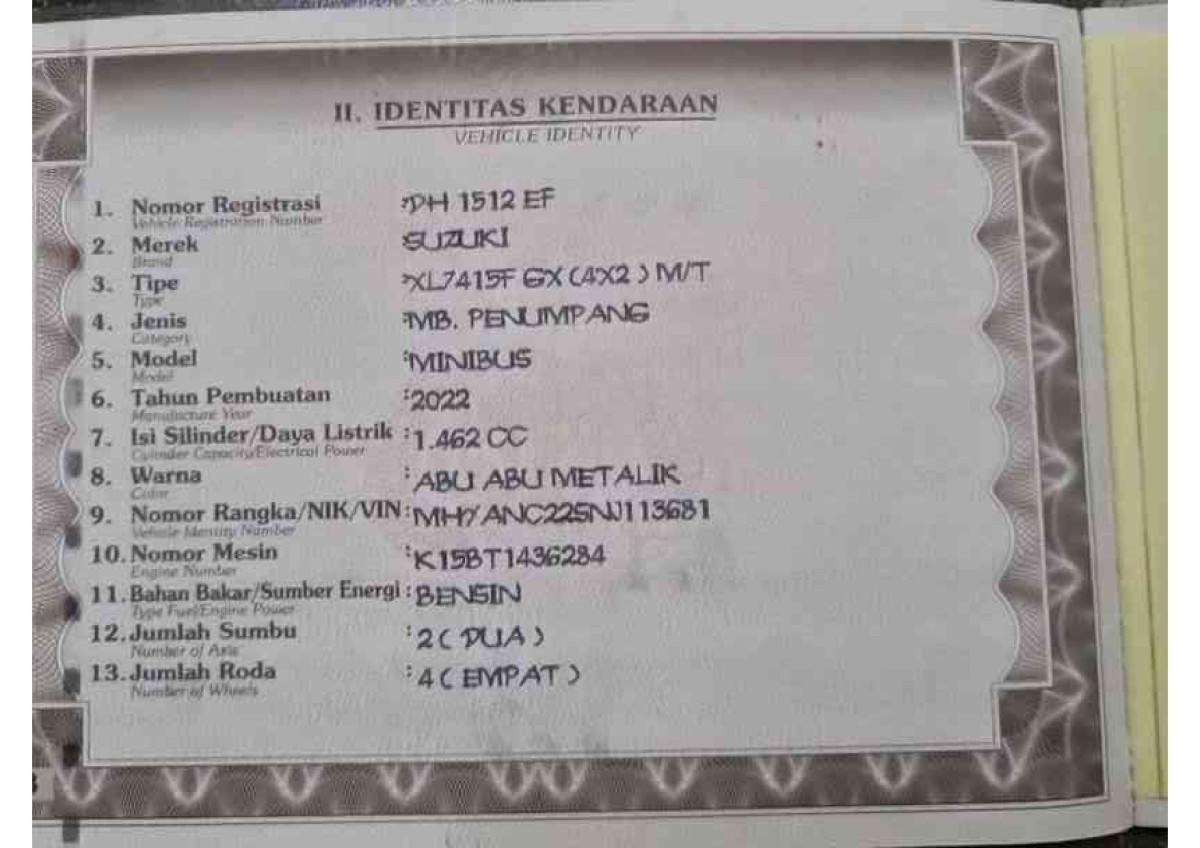 II. IDENTITAS KENDARAAN
VEHICLE IDENTITY
1. Nomor Registrasi : DH 1512 EF
Vehicle Registration Number
2. Merek SUZUKI
Brand
3. Tipe : XL7415F GX (4X2) M/T
Type
4. Jenis : MB. PENUMPANG
Category
5. Model : MINIBUS
Model
6. Tahun Pembuatan : 2022
Manufacture Year
7. Isi Silinder/Daya Listrik : 1.462 CC
Cylinder Capacity/Electrical Power
8. Warna : ABU ABU METALIK
Color
9. Nomor Rangka/NIK/VIN : MHYANC22SNJ113681
Vehicle Identity Number
10. Nomor Mesin : K15BT1436284
Engine Number
11. Bahan Bakar/Sumber Energi : BENSIN
Type Fuel/Engine Power
12. Jumlah Sumbu : 2 ( DUA )
Number of Axis
13. Jumlah Roda : 4 ( EMPAT )
Number of Wheels